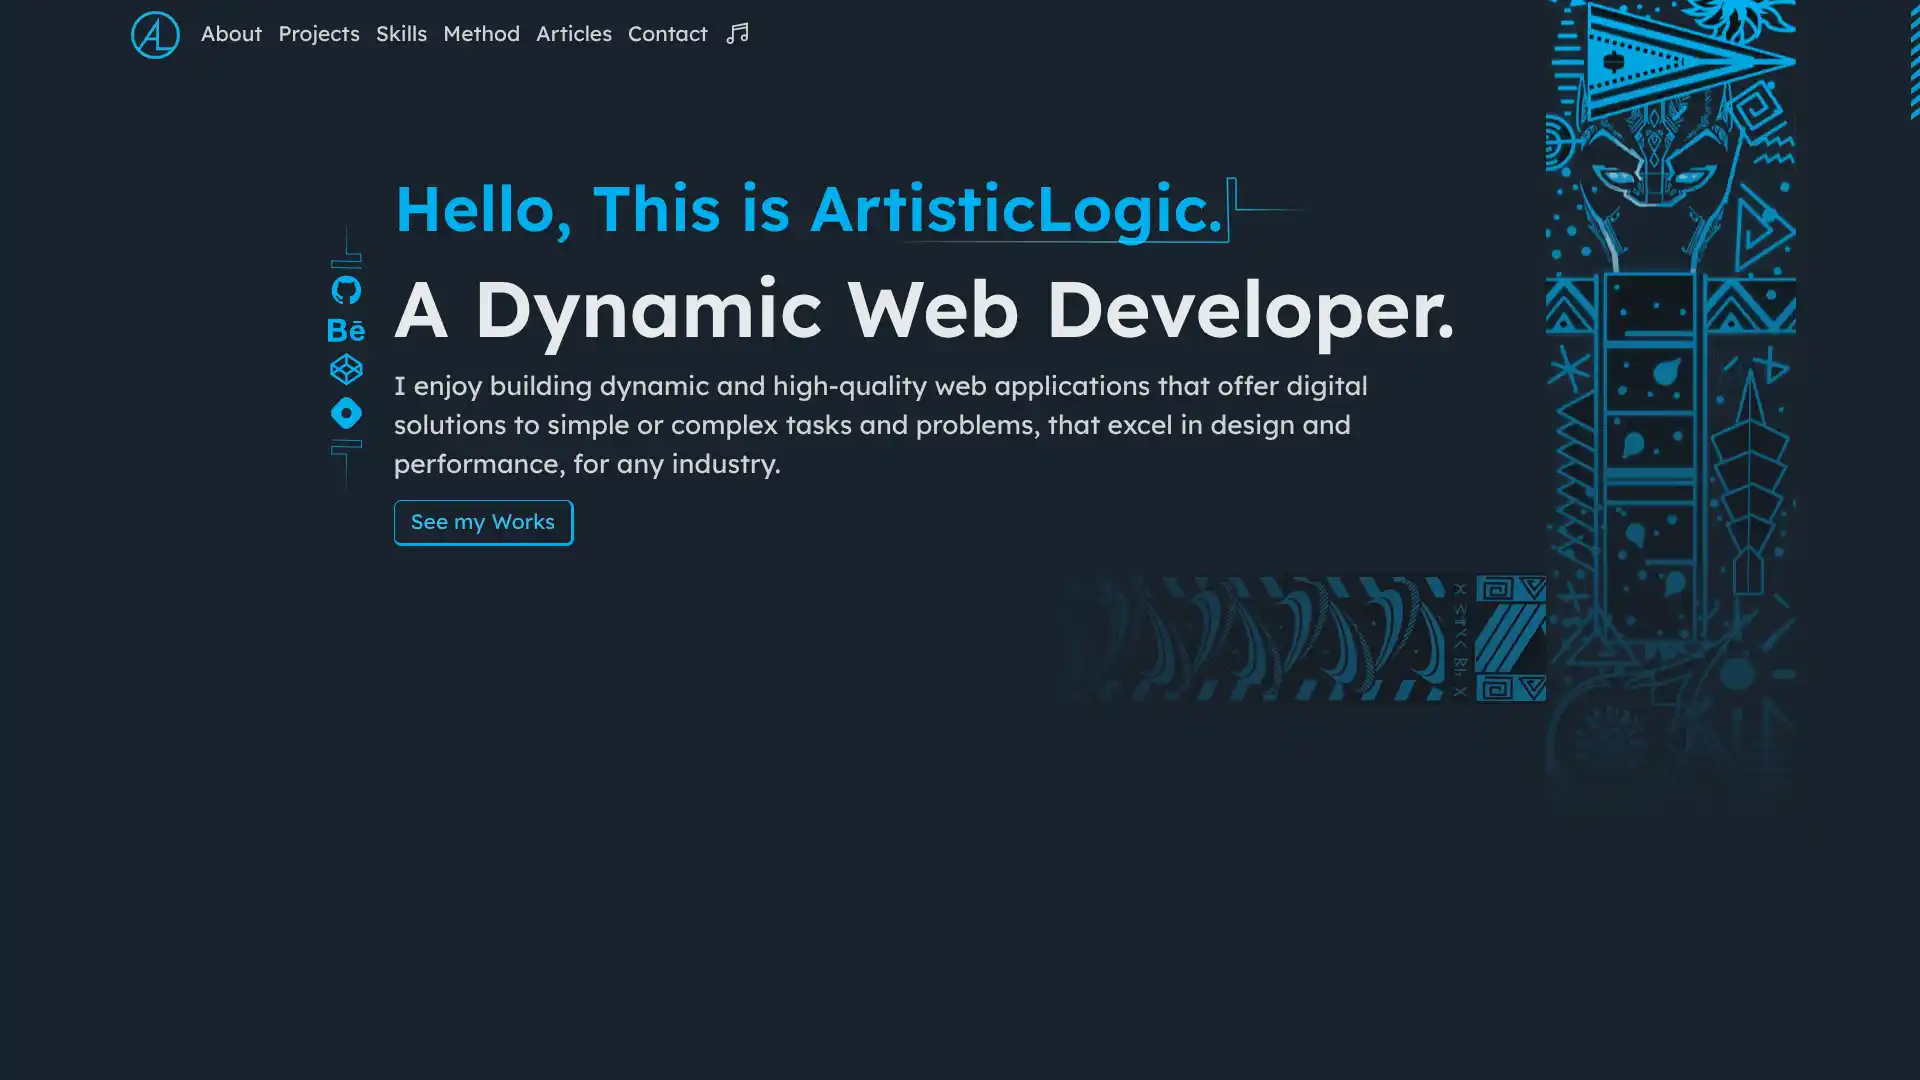 About Projects Skills Method Articles Contact
Hello, This is ArtisticLogic.
A Dynamic Web Developer.
Bē
I enjoy building dynamic and high-quality web applications that offer digital
solutions to simple or complex tasks and problems, that excel in design and
performance, for any industry.
See my Works